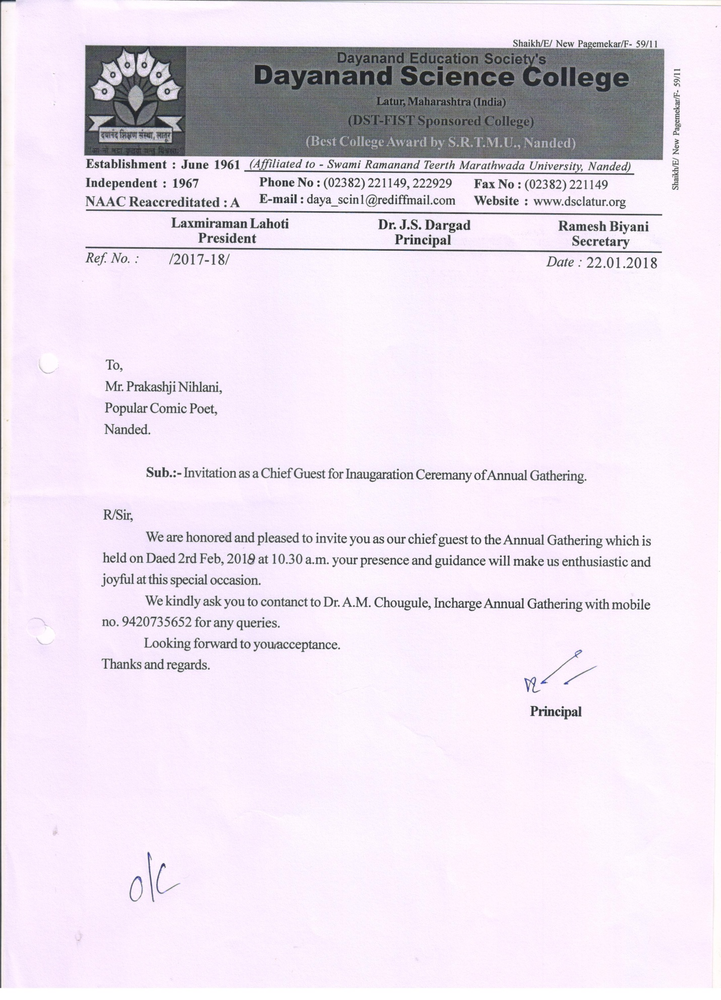 Shaikh/E/ New Pagemekar/F- 59/11
Dayanand Education Society's
Dayanand Science College
Latur, Maharashtra (India)
(DST-FIST Sponsored College)
(Best College Award by S.R.T.M.U., Nanded)
दयानंद शिक्षण संस्था, लातूर
Shaikh/E/ New Pagemekar/F- 59/11
Establishment : June 1961 (Affiliated to - Swami Ramanand Teerth Marathwada University, Nanded)
Independent : 1967 Phone No : (02382) 221149, 222929 Fax No : (02382) 221149
NAAC Reaccreditated : A E-mail : daya_scin1@rediffmail.com Website : www.dsclatur.org
Laxmiraman Lahoti Dr. J.S. Dargad Ramesh Biyani
President Principal Secretary
Ref. No. : /2017-18/ Date : 22.01.2018
To,
Mr. Prakashji Nihlani,
Popular Comic Poet,
Nanded.
Sub.:- Invitation as a Chief Guest for Inaugaration Ceremany of Annual Gathering.
R/Sir,
We are honored and pleased to invite you as our chief guest to the Annual Gathering which is
held on Daed 2rd Feb, 2018 at 10.30 a.m. your presence and guidance will make us enthusiastic and
joyful at this special occasion.
We kindly ask you to contanct to Dr. A.M. Chougule, Incharge Annual Gathering with mobile
no. 9420735652 for any queries.
Looking forward to your acceptance.
Thanks and regards.
Principal
O/C